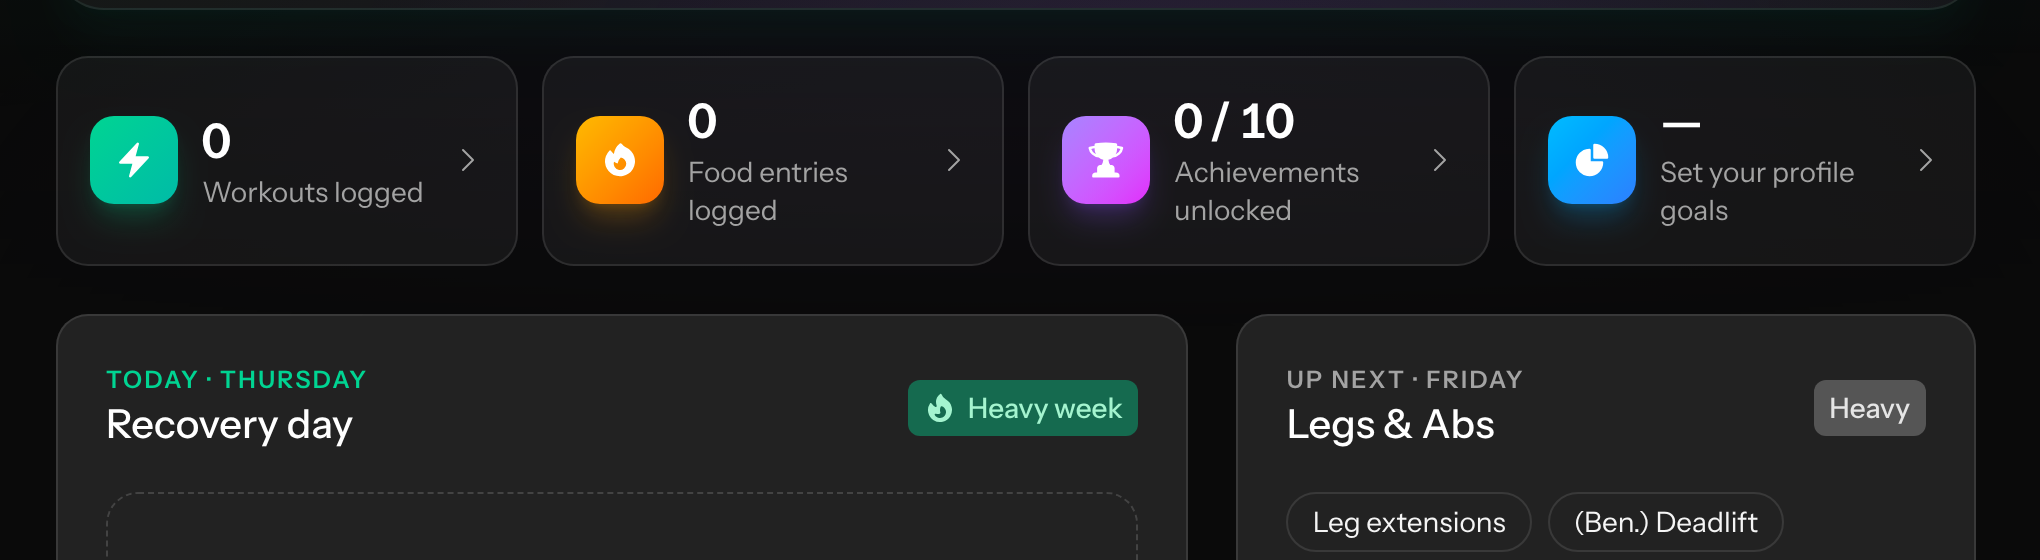 0
Workouts logged
0
Food entries
logged
0 / 10
Achievements
unlocked
—
Set your profile
goals
TODAY · THURSDAY
Recovery day
Heavy week
UP NEXT · FRIDAY
Legs & Abs
Heavy
Leg extensions
(Ben.) Deadlift